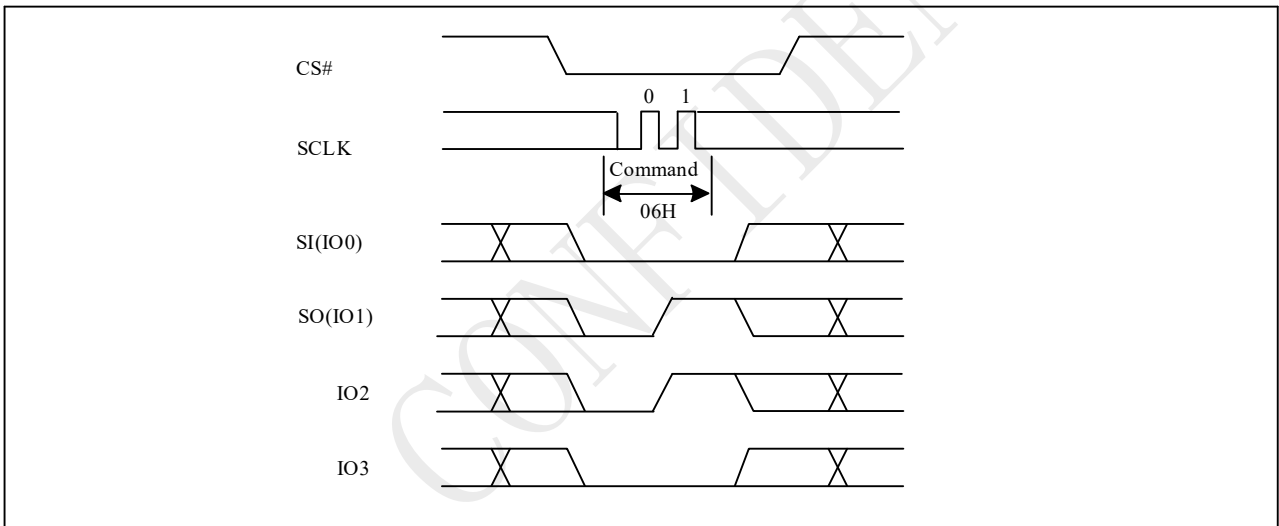 CS#
0 1
SCLK
Command
06H
SI(IO0)
SO(IO1)
IO2
IO3